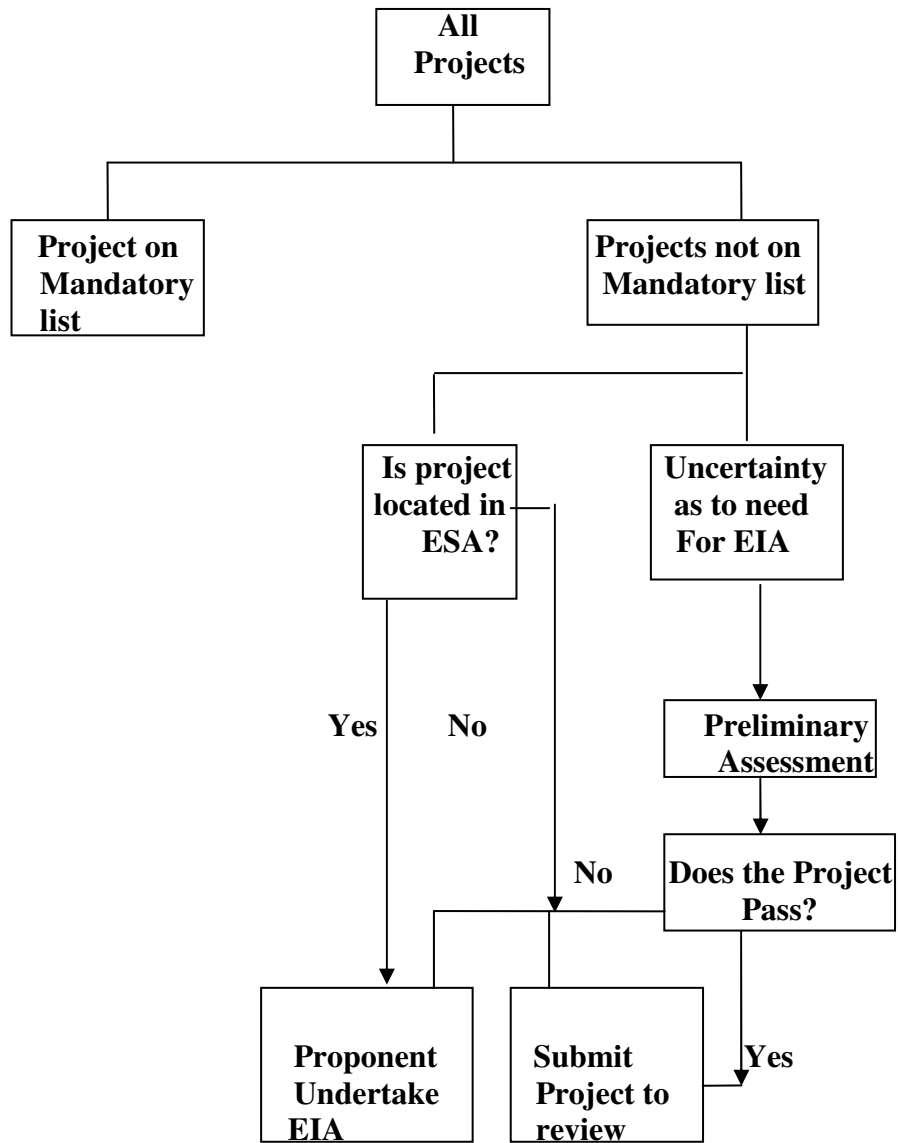 All
Projects
Project on
Mandatory
list
Projects not on
Mandatory list
Is project
located in
ESA?
Uncertainty
as to need
For EIA
Yes
No
Preliminary
Assessment
No
Does the Project
Pass?
Proponent
Undertake
EIA
Submit
Project to
review
Yes